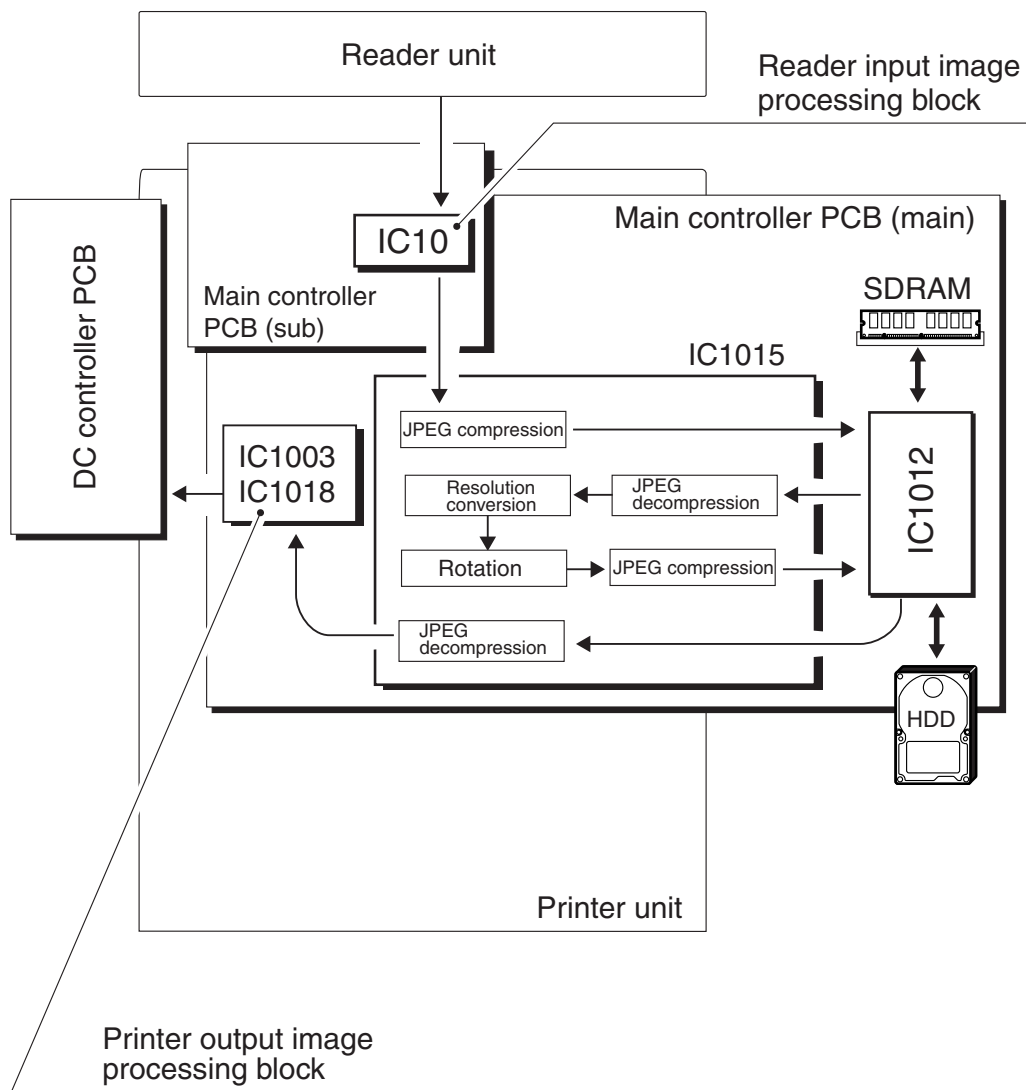 Reader unit
Reader input image
processing block
IC10
Main controller PCB (main)
Main controller
PCB (sub)
DC controller PCB
SDRAM
IC1015
JPEG compression
IC1003
IC1018
Resolution
conversion
JPEG
decompression
IC1012
Rotation
JPEG compression
JPEG
decompression
HDD
Printer unit
Printer output image
processing block